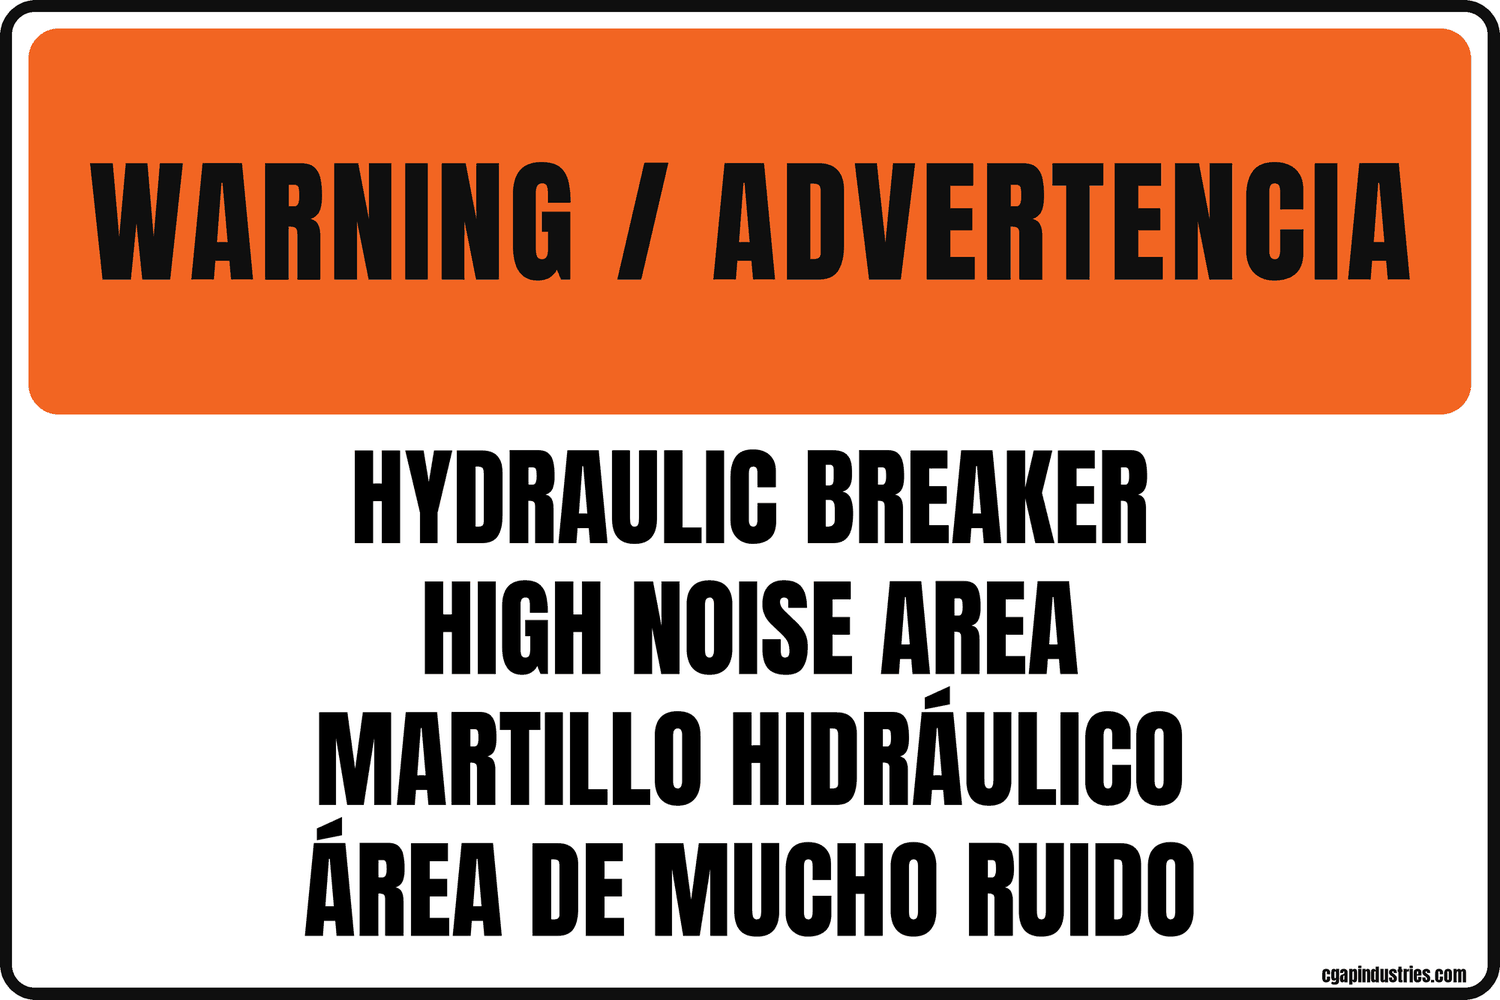 WARNING / ADVERTENCIA
HYDRAULIC BREAKER
HIGH NOISE AREA
MARTILLO HIDRÁULICO
ÁREA DE MUCHO RUIDO
cgapindustries.com